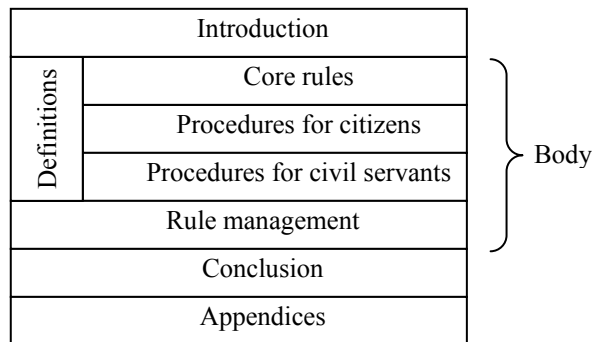 Introduction
Definitions
Core rules
Procedures for citizens
Procedures for civil servants
Rule management
Body
Conclusion
Appendices